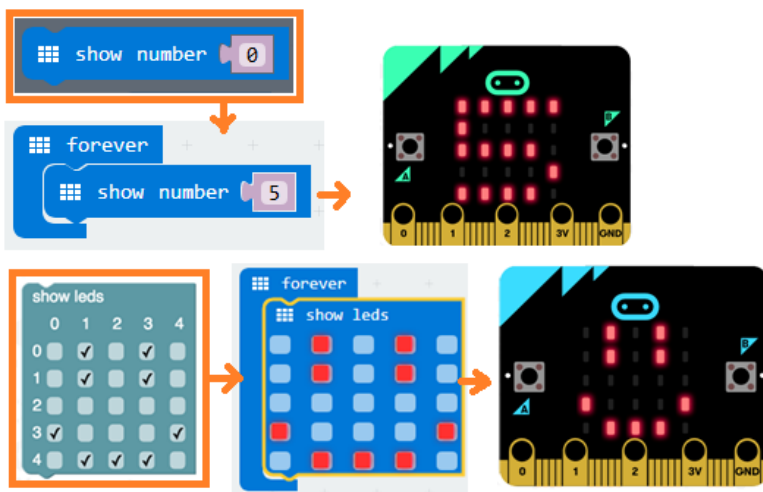 show number 0
forever
show number 5
A
B
0 1 2 3V GND
show leds
0 1 2 3 4
0
1
2
3
4
forever
show leds
A
B
0 1 2 3V GND